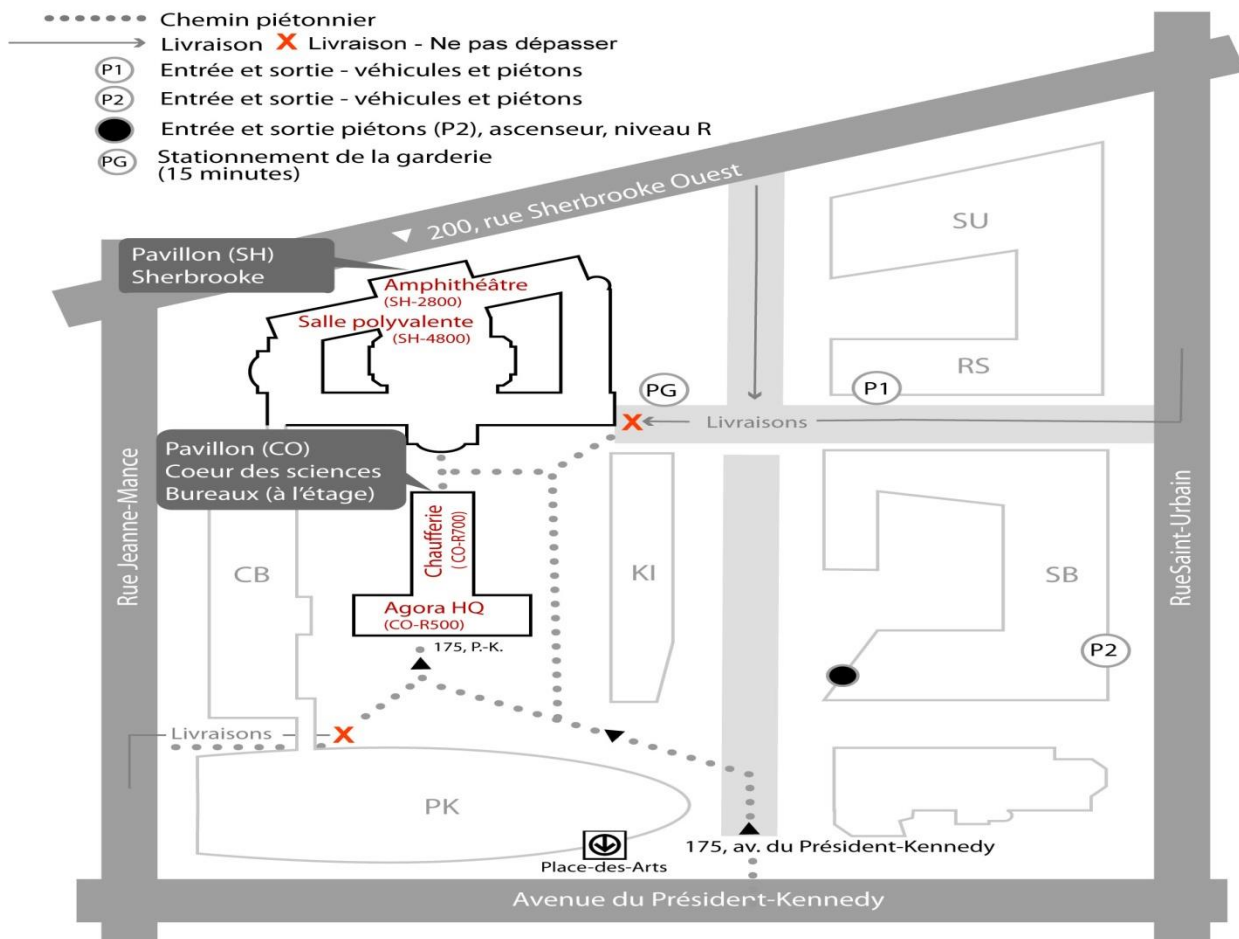 Chemin piétonnier
Livraison X Livraison - Ne pas dépasser
P1 Entrée et sortie - véhicules et piétons
P2 Entrée et sortie - véhicules et piétons
Entrée et sortie piétons (P2), ascenseur, niveau R
PG Stationnement de la garderie
(15 minutes)
200, rue Sherbrooke Ouest
SU
Pavillon (SH)
Sherbrooke
Amphithéâtre
(SH-2800)
Salle polyvalente
(SH-4800)
RS
PG
P1
X
Livraisons
Pavillon (CO)
Coeur des sciences
Bureaux (à l'étage)
Rue Jeanne-Mance
RueSaint-Urbain
Chaufferie
( CO-R700)
CB
KI
SB
Agora HQ
(CO-R500)
175, P.-K.
P2
Livraisons
X
PK
175, av. du Président-Kennedy
Place-des-Arts
Avenue du Président-Kennedy